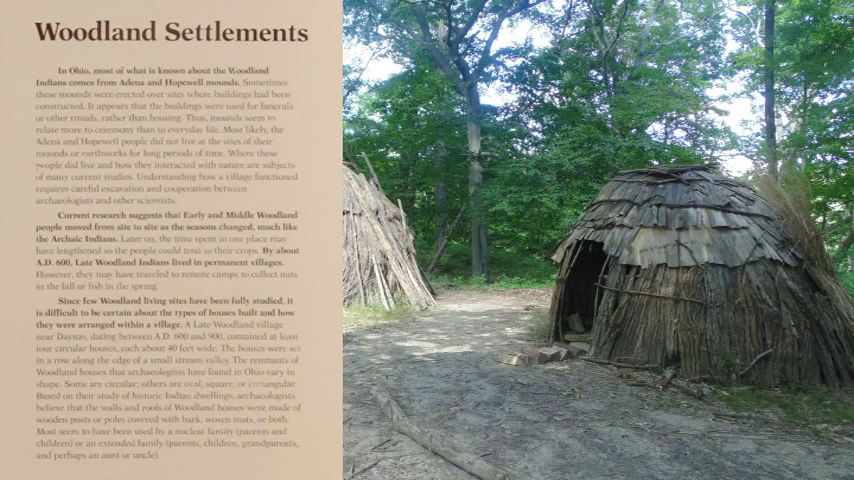 Woodland Settlements
In Ohio, most of what is known about the Woodland
Indians comes from Adena and Hopewell mounds. Sometimes
these mounds were erected over sites where buildings had been
constructed. It appears that the buildings were used for funerals
or other rituals, rather than housing. Thus, mounds seem to
relate more to ceremony than to everyday life. Most likely, the
Adena and Hopewell people did not live at the sites of their
mounds or earthworks for long periods of time. Where these
people did live and how they interacted with nature are subjects
of many current studies. Understanding how a village functioned
requires careful excavation and cooperation between
archaeologists and other scientists.
Current research suggests that Early and Middle Woodland
people moved from site to site as the seasons changed, much like
the Archaic Indians. Later on, the time spent in one place may
have lengthened so the people could tend to their crops. By about
A.D. 600, Late Woodland Indians lived in permanent villages.
However, they may have traveled to remote camps to collect nuts
in the fall or fish in the spring.
Since few Woodland living sites have been fully studied, it
is difficult to be certain about the types of houses built and how
they were arranged within a village. A Late Woodland village
near Dayton, dating between A.D. 600 and 900, contained at least
four circular houses, each about 40 feet wide. The houses were set
in a row along the edge of a small stream valley. The remnants of
Woodland houses that archaeologists have found in Ohio vary in
shape. Some are circular; others are oval, square, or rectangular.
Based on their study of historic Indian dwellings, archaeologists
believe that the walls and roofs of Woodland houses were made of
wooden posts or poles covered with bark, woven mats, or both.
Most seem to have been used by a nuclear family (parents and
children) or an extended family (parents, children, grandparents,
and perhaps an aunt or uncle).